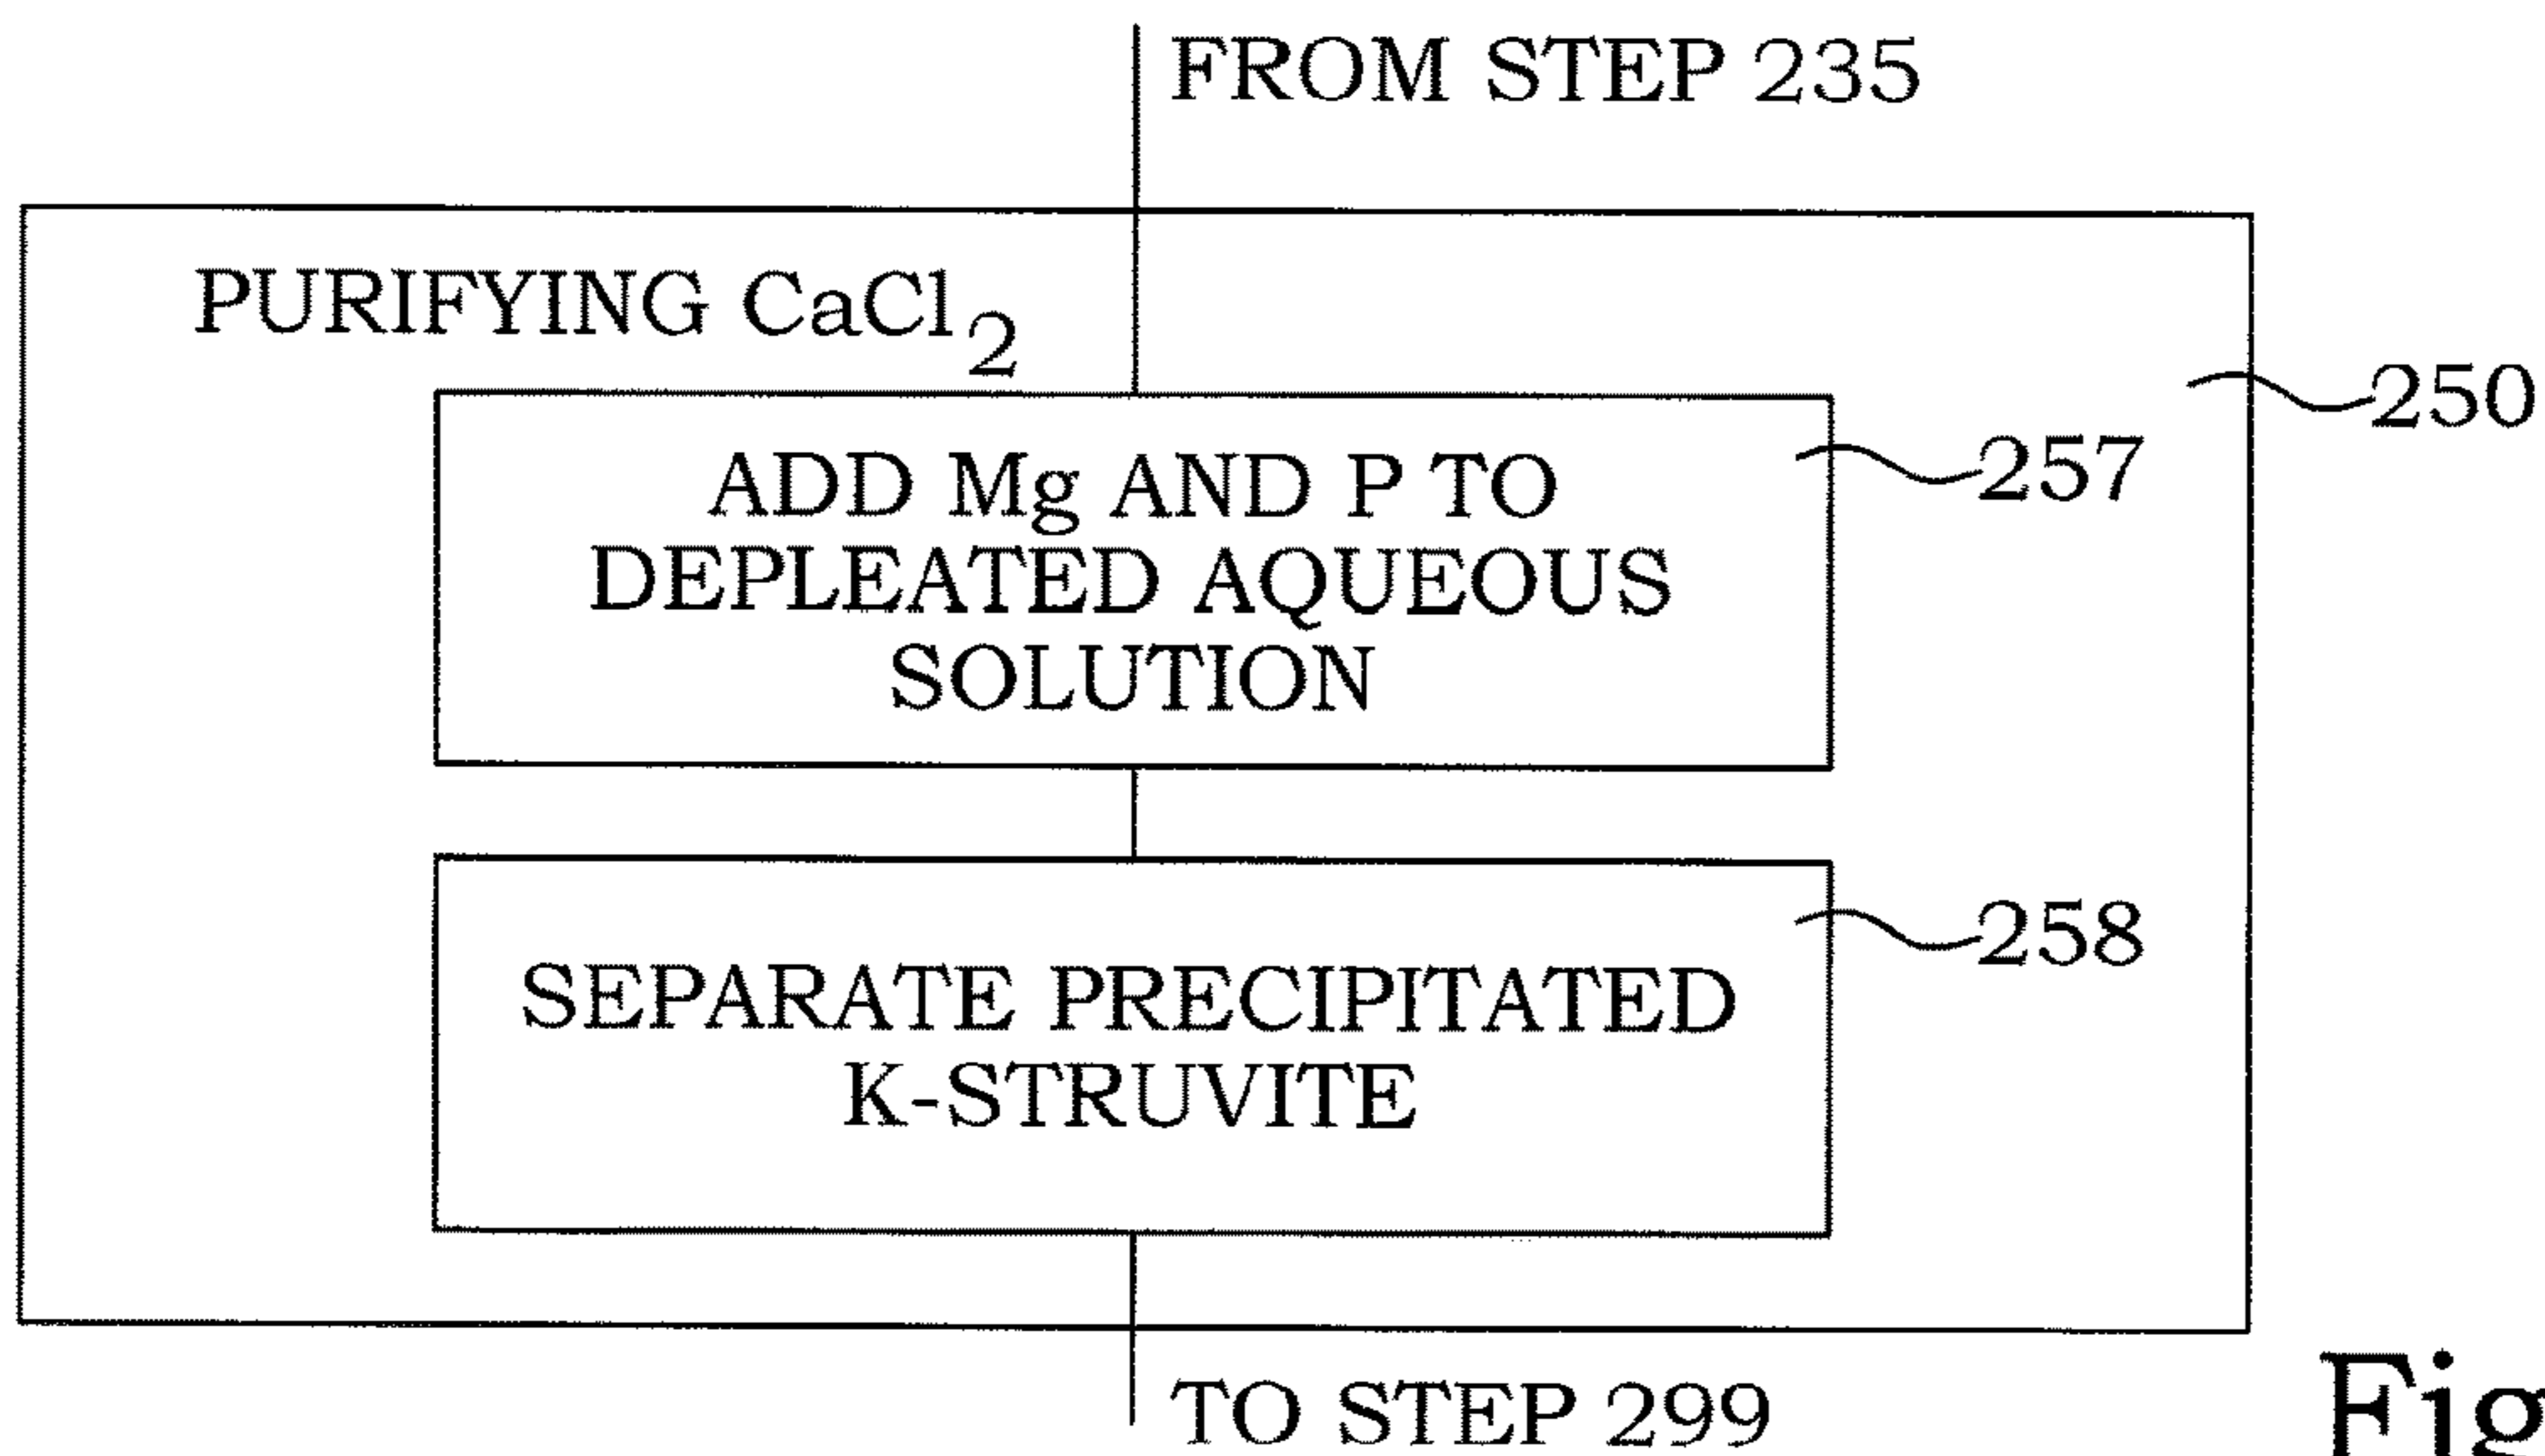 FROM STEP 235
PURIFYING CaCl2
250
ADD Mg AND P TO
DEPLEATED AQUEOUS
SOLUTION
257
SEPARATE PRECIPITATED
K-STRUVITE
258
TO STEP 299
Fig